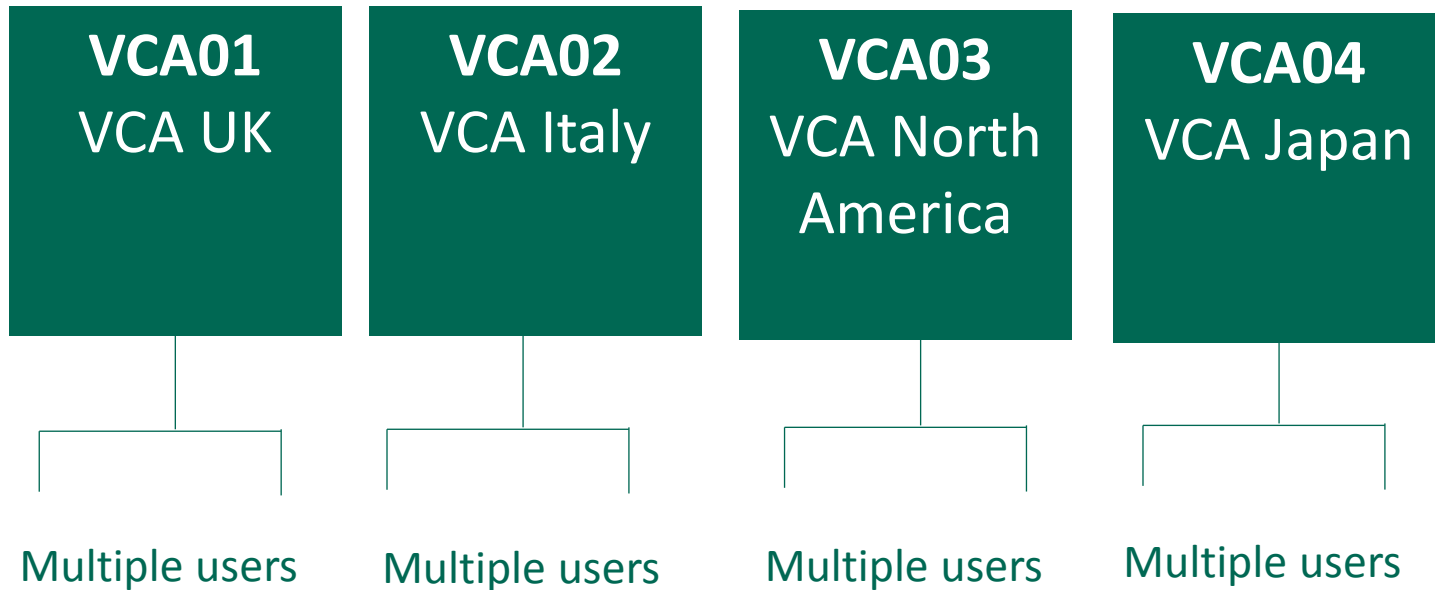 VCA01
VCA UK
VCA02
VCA Italy
VCA03
VCA North
America
VCA04
VCA Japan
Multiple users
Multiple users
Multiple users
Multiple users